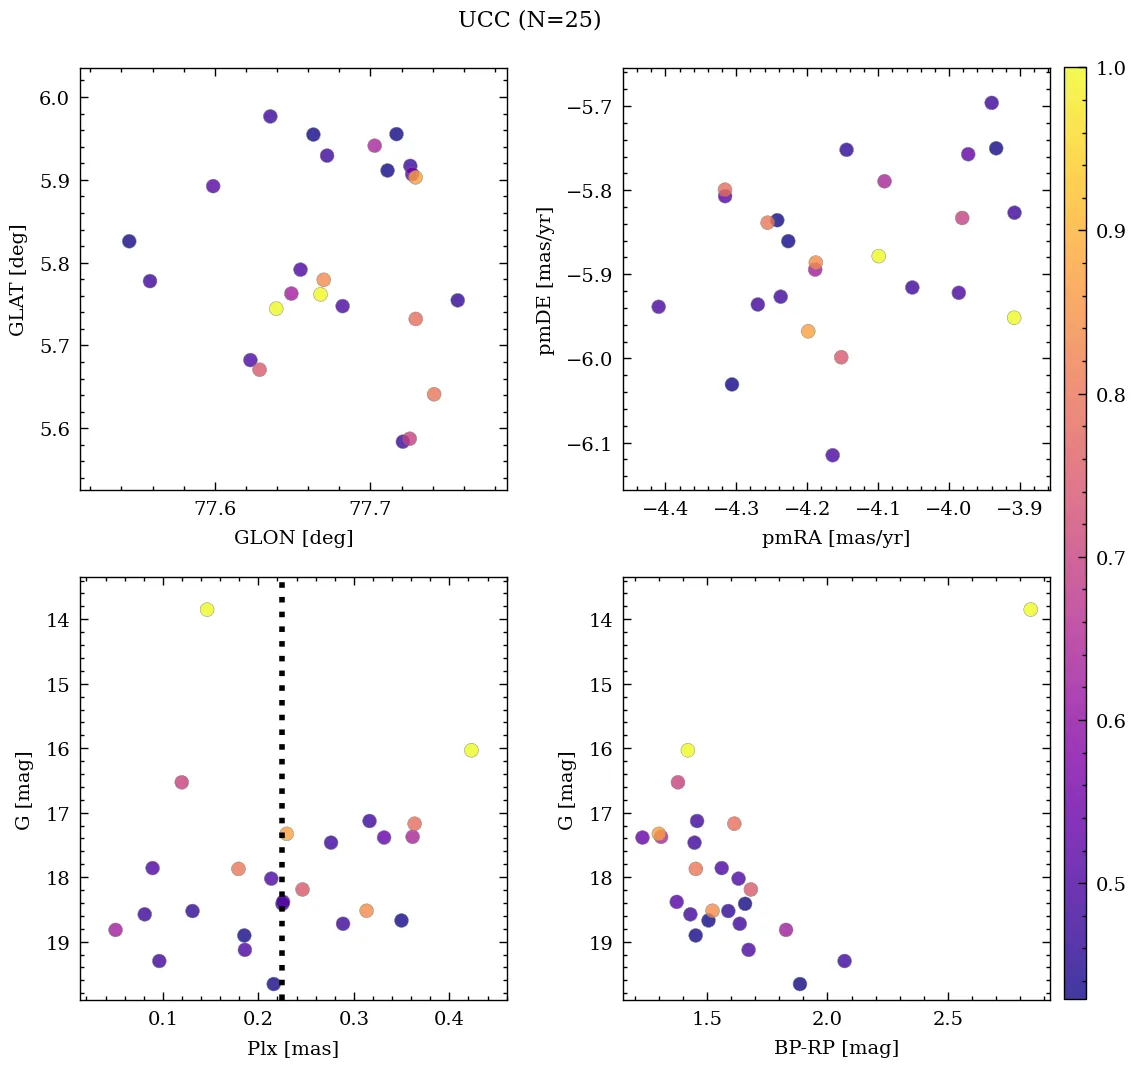 UCC (N=25)
6.0
5.9
5.8
5.7
5.6
GLAT [deg]
77.6 77.7
GLON [deg]
−5.7
−5.8
−5.9
−6.0
−6.1
pmDE [mas/yr]
−4.4 −4.3 −4.2 −4.1 −4.0 −3.9
pmRA [mas/yr]
1.0
0.9
0.8
0.7
0.6
0.5
14
15
16
17
18
19
G [mag]
0.1 0.2 0.3 0.4
Plx [mas]
14
15
16
17
18
19
G [mag]
1.5 2.0 2.5
BP-RP [mag]